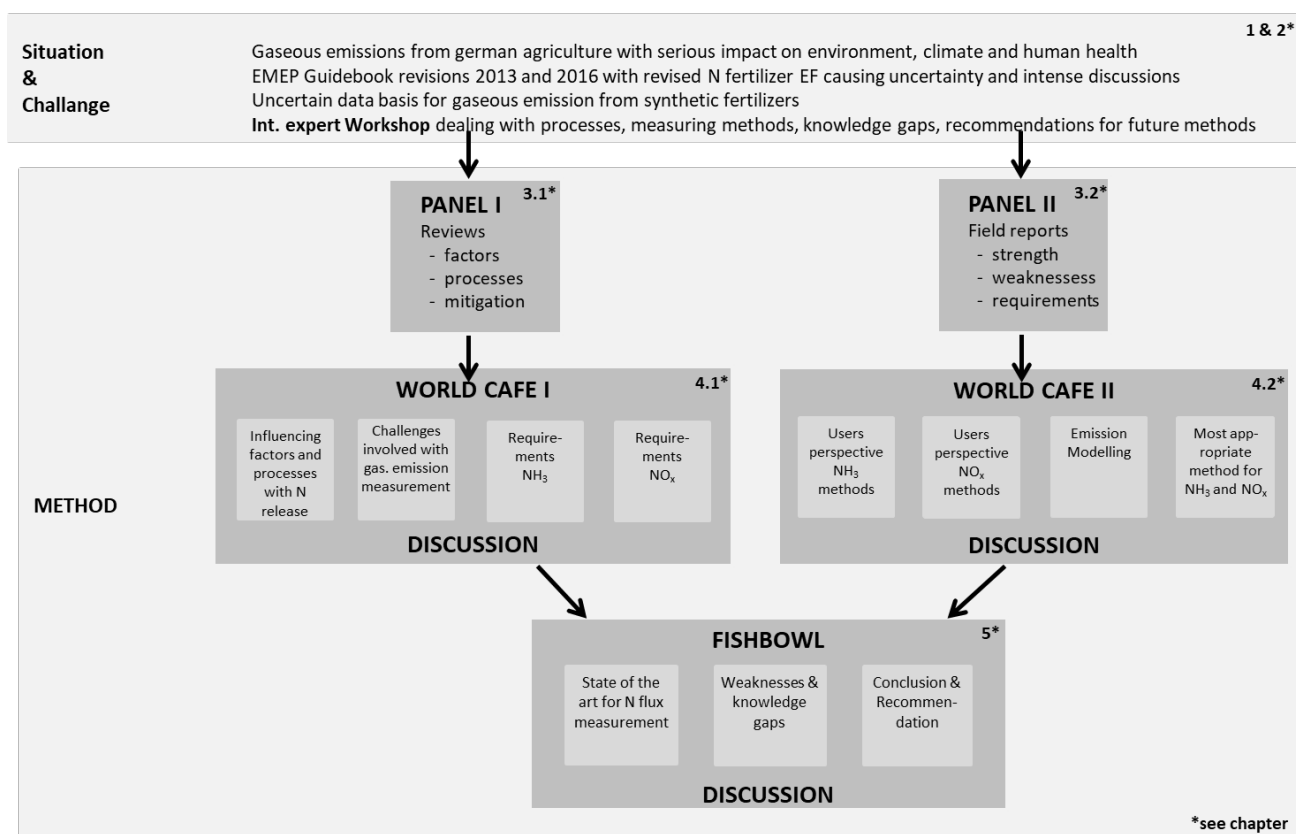 1 & 2*
Situation
&
Challange
Gaseous emissions from german agriculture with serious impact on environment, climate and human health
EMEP Guidebook revisions 2013 and 2016 with revised N fertilizer EF causing uncertainty and intense discussions
Uncertain data basis for gaseous emission from synthetic fertilizers
Int. expert Workshop dealing with processes, measuring methods, knowledge gaps, recommendations for future methods
METHOD
3.1*
PANEL I
Reviews
- factors
- processes
- mitigation
3.2*
PANEL II
Field reports
- strength
- weaknessess
- requirements
4.1*
WORLD CAFE I
Influencing
factors and
processes
with N
release
Challenges
involved with
gas. emission
measurement
Require-
ments
NH₃
Require-
ments
NOₓ
DISCUSSION
4.2*
WORLD CAFE II
Users
perspective
NH₃
methods
Users
perspective
NOₓ
methods
Emission
Modelling
Most app-
ropriate
method for
NH₃ and NOₓ
DISCUSSION
5*
FISHBOWL
State of the
art for N flux
measurement
Weaknesses &
knowledge
gaps
Conclusion &
Recommen-
dation
DISCUSSION
*see chapter